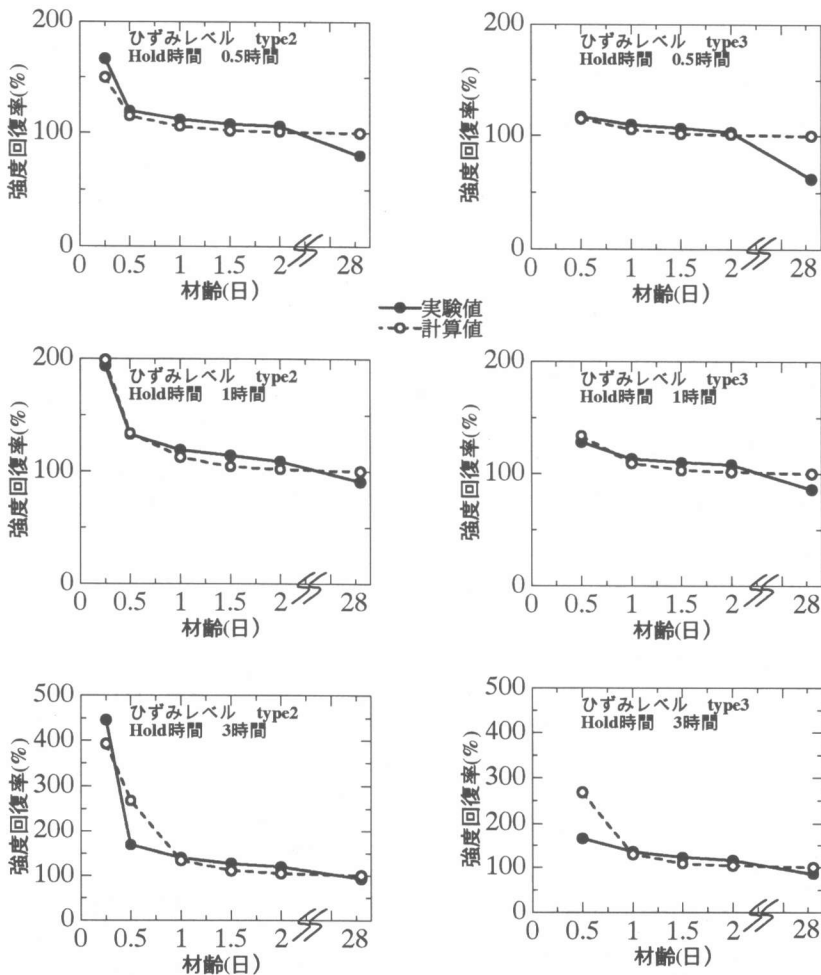 200
100
0
強度回復率(%)
ひずみレベル type2
Hold時間 0.5時間
0 0.5 1 1.5 2 28
材齢(日)
200
100
0
強度回復率(%)
ひずみレベル type3
Hold時間 0.5時間
0 0.5 1 1.5 2 28
材齢(日)
実験値
計算値
200
100
0
強度回復率(%)
ひずみレベル type2
Hold時間 1時間
0 0.5 1 1.5 2 28
材齢(日)
200
100
0
強度回復率(%)
ひずみレベル type3
Hold時間 1時間
0 0.5 1 1.5 2 28
材齢(日)
500
400
300
200
100
0
強度回復率(%)
ひずみレベル type2
Hold時間 3時間
0 0.5 1 1.5 2 28
材齢(日)
500
400
300
200
100
0
強度回復率(%)
ひずみレベル type3
Hold時間 3時間
0 0.5 1 1.5 2 28
材齢(日)